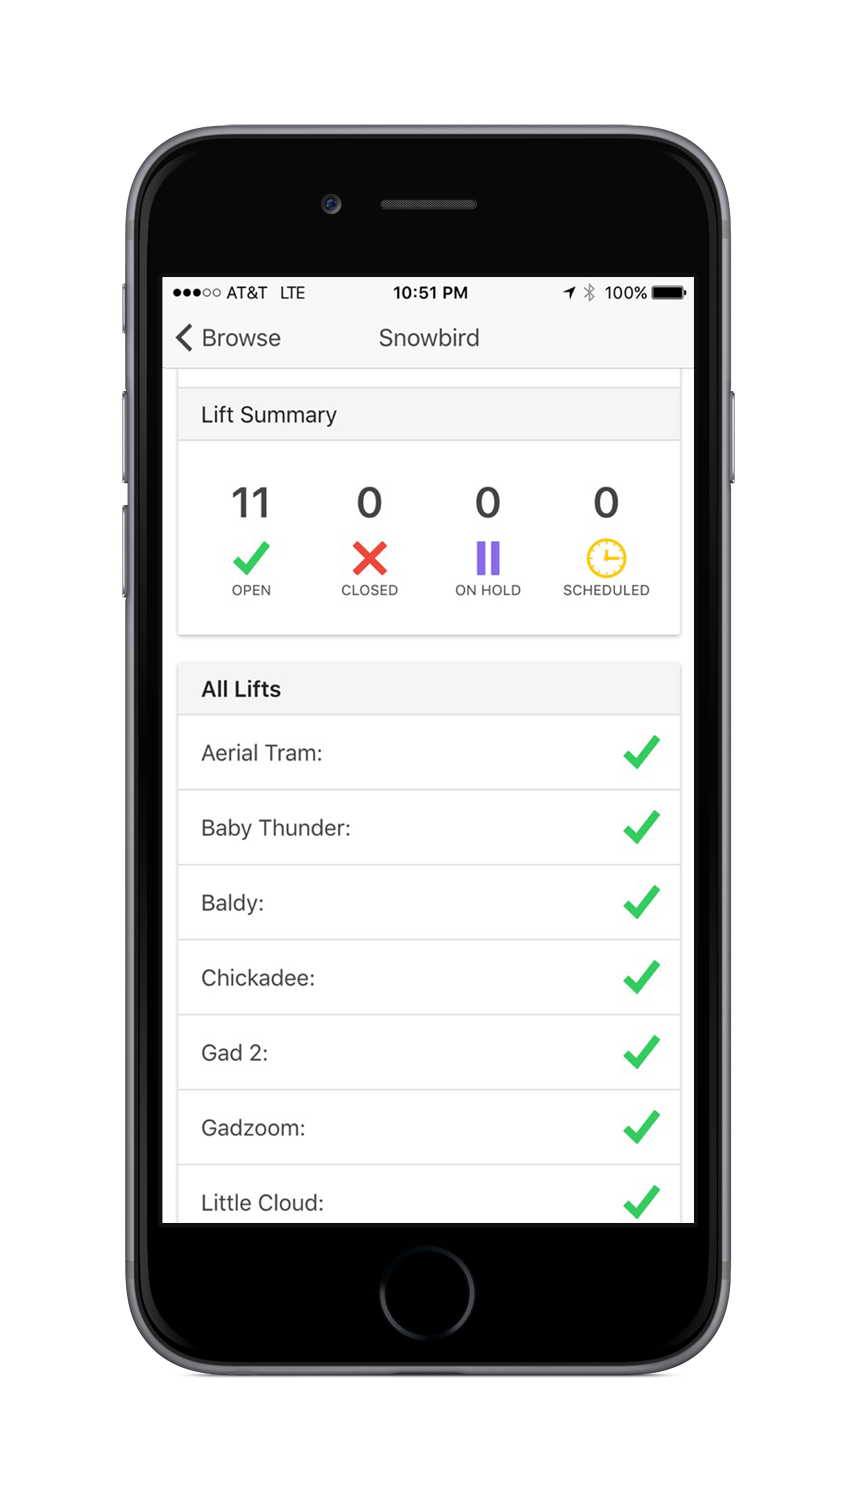 AT&T LTE 10:51 PM 100%
Browse Snowbird
Lift Summary
11 0 0 0
OPEN CLOSED ON HOLD SCHEDULED
All Lifts
Aerial Tram:
Baby Thunder:
Baldy:
Chickadee:
Gad 2:
Gadzoom:
Little Cloud: